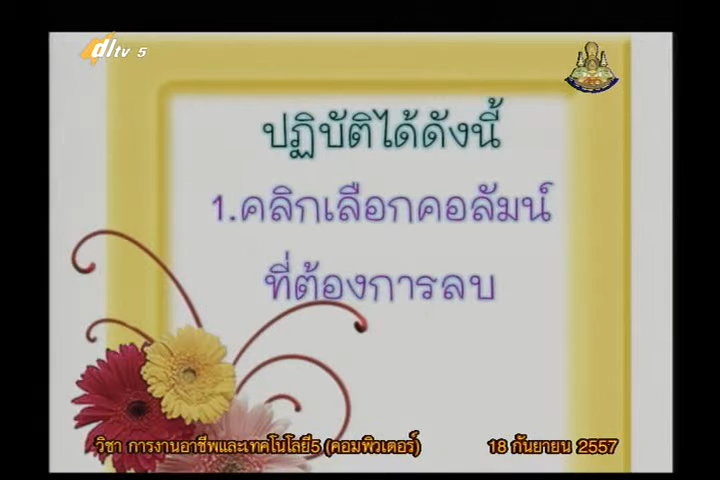 dltv 5
ปฏิบัติได้ดังนี้
1.คลิกเลือกคอลัมน์
ที่ต้องการลบ
วิชา การงานอาชีพและเทคโนโลยี5 (คอมพิวเตอร์) 18 กันยายน 2557